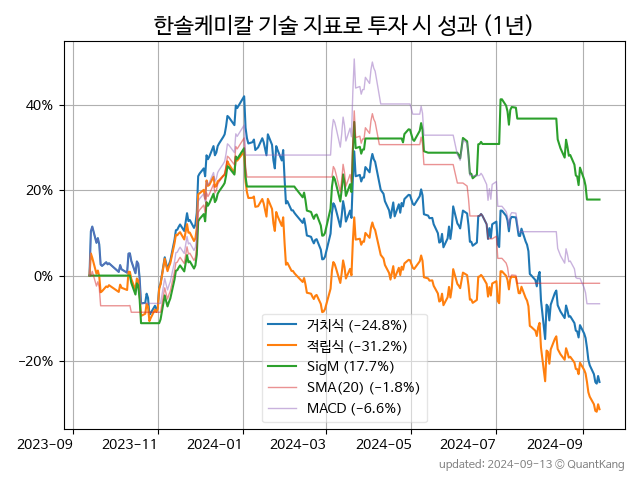 한솔케미칼 기술 지표로 투자 시 성과 (1년)
40%
20%
0%
−20%
거치식 (−24.8%)
적립식 (−31.2%)
SigM (17.7%)
SMA(20) (−1.8%)
MACD (−6.6%)
2023-09 2023-11 2024-01 2024-03 2024-05 2024-07 2024-09
updated: 2024-09-13 © QuantKang